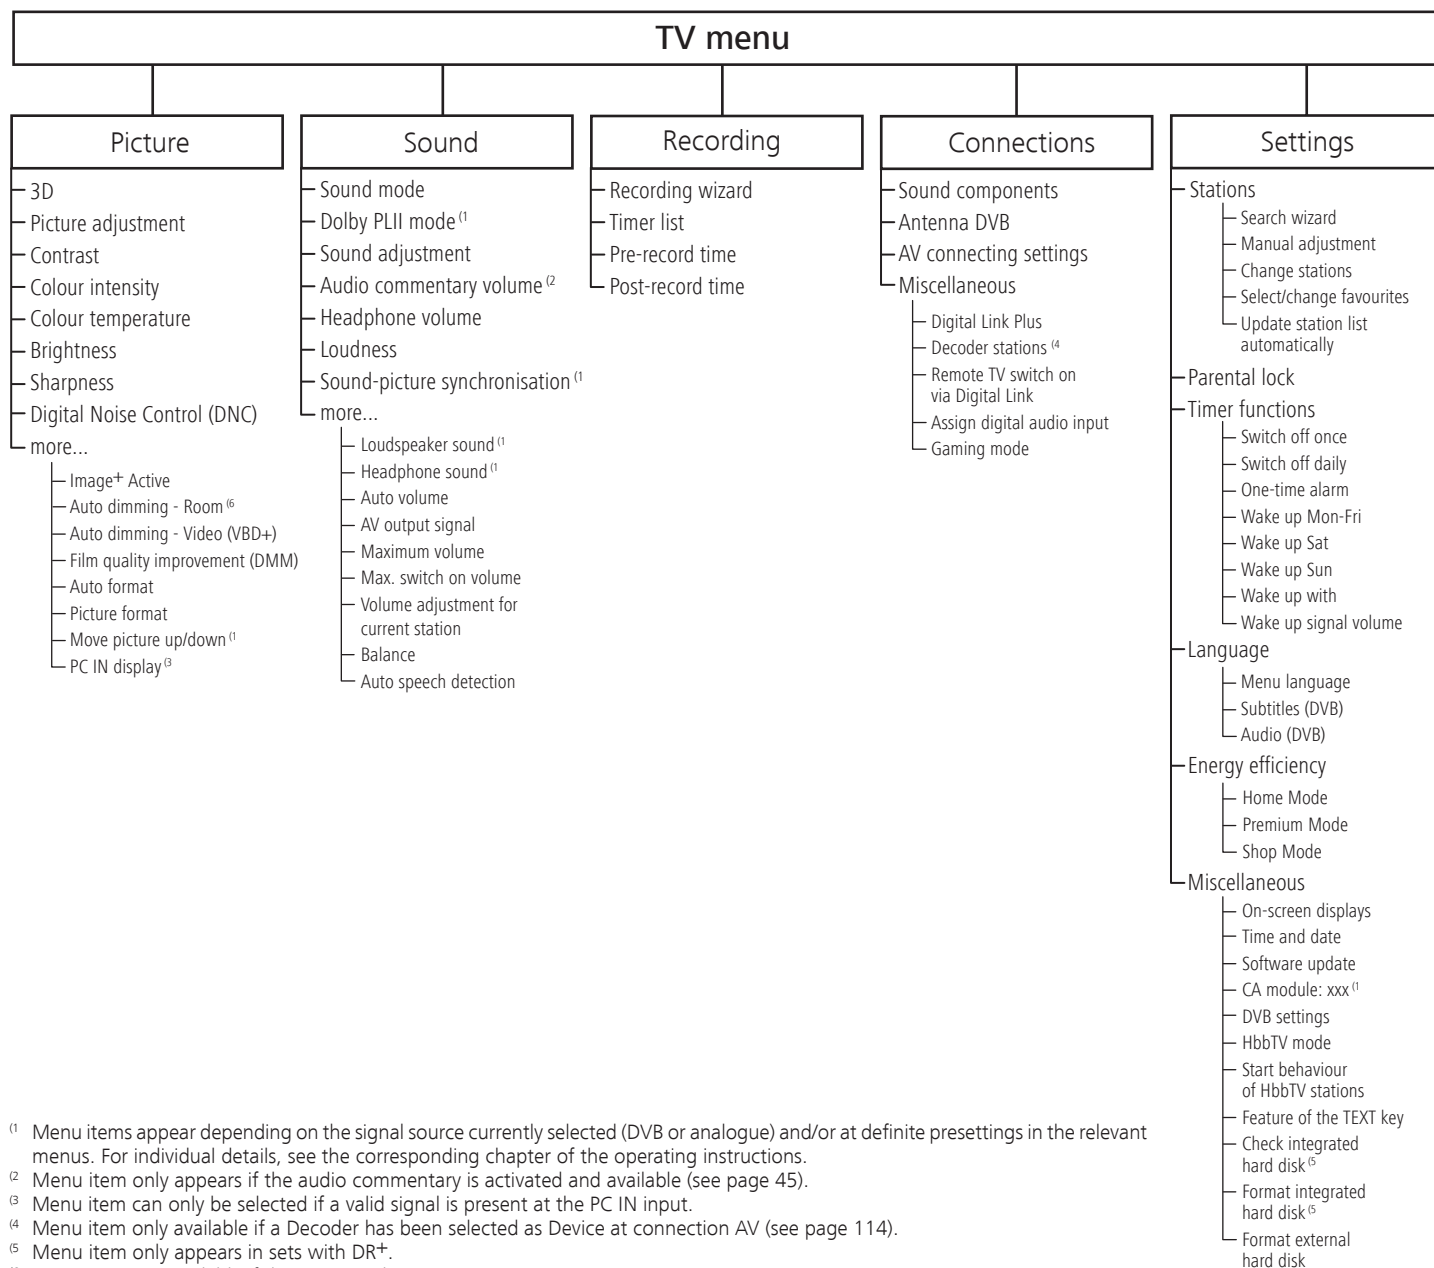 TV menu
Picture
3D
Picture adjustment
Contrast
Colour intensity
Colour temperature
Brightness
Sharpness
Digital Noise Control (DNC)
more...
Image+ Active
Auto dimming - Room (6
Auto dimming - Video (VBD+)
Film quality improvement (DMM)
Auto format
Picture format
Move picture up/down (1
PC IN display (3
Sound
Sound mode
Dolby PLII mode (1
Sound adjustment
Audio commentary volume (2
Headphone volume
Loudness
Sound-picture synchronisation (1
more...
Loudspeaker sound (1
Headphone sound (1
Auto volume
AV output signal
Maximum volume
Max. switch on volume
Volume adjustment for
current station
Balance
Auto speech detection
Recording
Recording wizard
Timer list
Pre-record time
Post-record time
Connections
Sound components
Antenna DVB
AV connecting settings
Miscellaneous
Digital Link Plus
Decoder stations (4
Remote TV switch on
via Digital Link
Assign digital audio input
Gaming mode
Settings
Stations
Search wizard
Manual adjustment
Change stations
Select/change favourites
Update station list
automatically
Parental lock
Timer functions
Switch off once
Switch off daily
One-time alarm
Wake up Mon-Fri
Wake up Sat
Wake up Sun
Wake up with
Wake up signal volume
Language
Menu language
Subtitles (DVB)
Audio (DVB)
Energy efficiency
Home Mode
Premium Mode
Shop Mode
Miscellaneous
On-screen displays
Time and date
Software update
CA module: xxx (1
DVB settings
HbbTV mode
Start behaviour
of HbbTV stations
Feature of the TEXT key
Check integrated
hard disk (5
Format integrated
hard disk (5
Format external
hard disk
(1 Menu items appear depending on the signal source currently selected (DVB or analogue) and/or at definite presettings in the relevant
menus. For individual details, see the corresponding chapter of the operating instructions.
(2 Menu item only appears if the audio commentary is activated and available (see page 45).
(3 Menu item can only be selected if a valid signal is present at the PC IN input.
(4 Menu item only available if a Decoder has been selected as Device at connection AV (see page 114).
(5 Menu item only appears in sets with DR+.